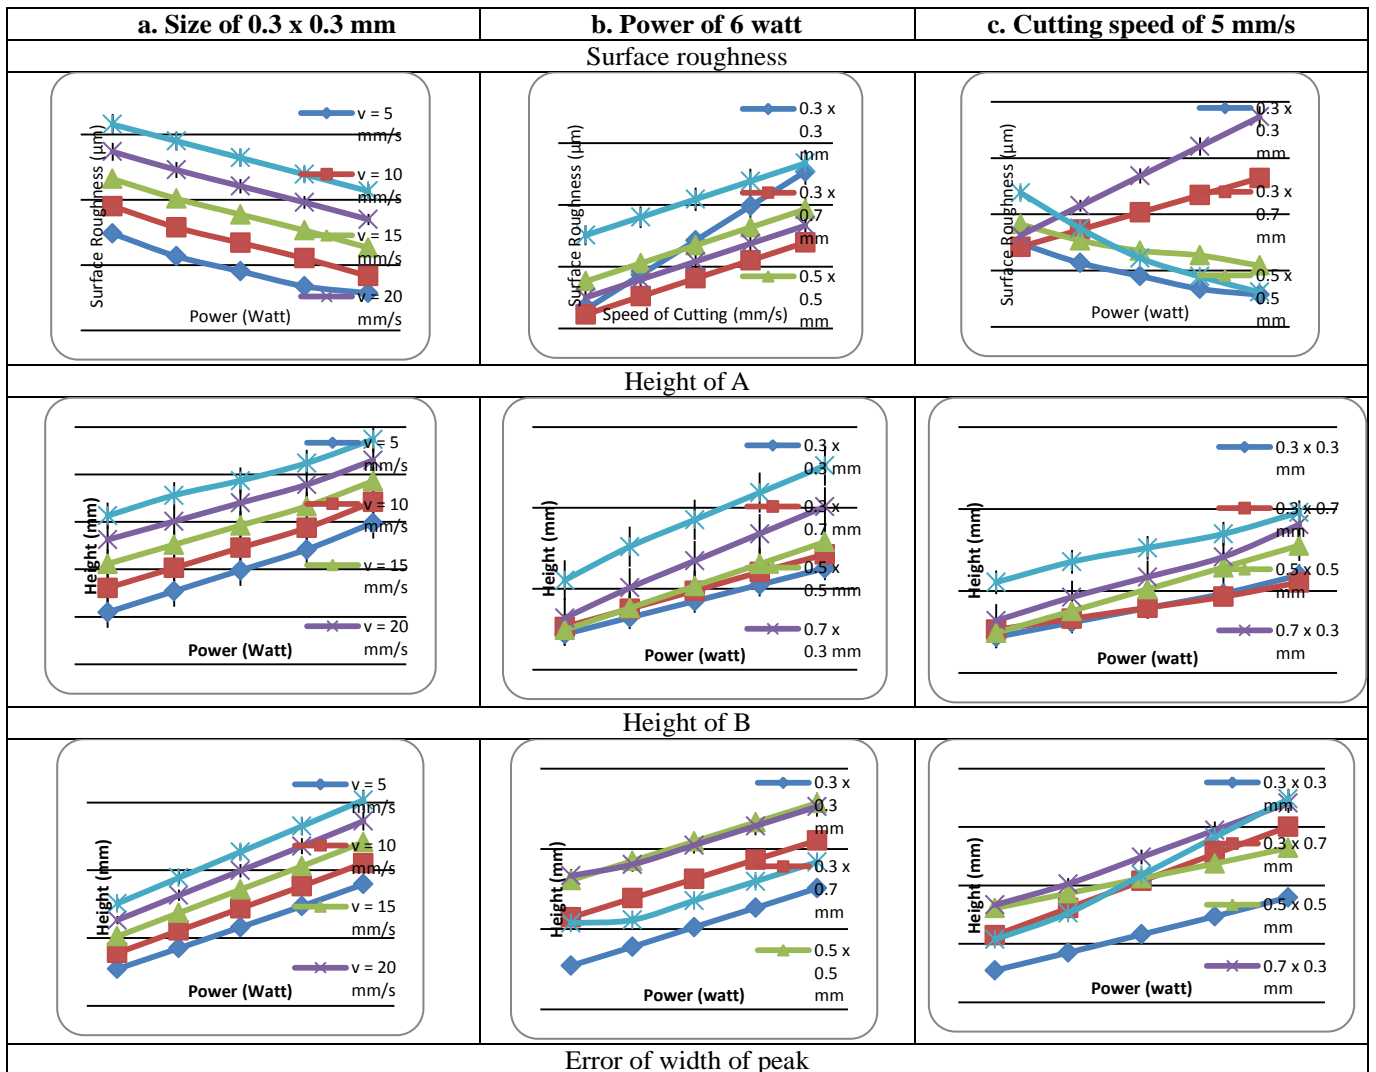 a. Size of 0.3 x 0.3 mm
b. Power of 6 watt
c. Cutting speed of 5 mm/s
Surface roughness
Surface Roughness (µm)
Power (Watt)
v = 5
mm/s
v = 10
mm/s
v = 15
mm/s
v = 20
mm/s
Surface Roughness (µm)
Speed of Cutting (mm/s)
0.3 x
0.3
mm
0.3 x
0.7
mm
0.5 x
0.5
mm
Surface Roughness (µm)
Power (watt)
0.3 x
0.3
mm
0.3 x
0.7
mm
0.5 x
0.5
mm
Height of A
Height (mm)
Power (Watt)
v = 5
mm/s
v = 10
mm/s
v = 15
mm/s
v = 20
mm/s
Height (mm)
Power (watt)
0.3 x
0.3 mm
0.3 x
0.7 mm
0.5 x
0.5 mm
0.7 x
0.3 mm
Height (mm)
Power (watt)
0.3 x 0.3
mm
0.3 x 0.7
mm
0.5 x 0.5
mm
0.7 x 0.3
mm
Height of B
Height (mm)
Power (Watt)
v = 5
mm/s
v = 10
mm/s
v = 15
mm/s
v = 20
mm/s
Height (mm)
Power (watt)
0.3 x
0.3
mm
0.3 x
0.7
mm
0.5 x
0.5
mm
Height (mm)
Power (watt)
0.3 x 0.3
mm
0.3 x 0.7
mm
0.5 x 0.5
mm
0.7 x 0.3
mm
Error of width of peak